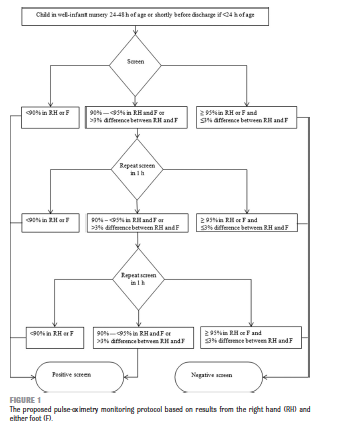 Child in well-infant nursery 24-48 h of age or shortly before discharge if <24 h of age
Screen
<90% in RH or F
90% — <95% in RH and F or
>3% difference between RH and F
≥ 95% in RH or F and
≤3% difference between RH and F
Repeat screen
in 1 h
<90% in RH or F
90% – <95% in RH and F or
>3% difference between RH and F
≥ 95% in RH or F and
≤3% difference between RH and F
Repeat screen
in 1 h
<90% in RH or F
90% — <95% in RH and F or
>3% difference between RH and F
≥ 95% in RH or F and
≤3% difference between RH and F
Positive screen
Negative screen
FIGURE 1
The proposed pulse-oximetry monitoring protocol based on results from the right hand (RH) and
either foot (F).